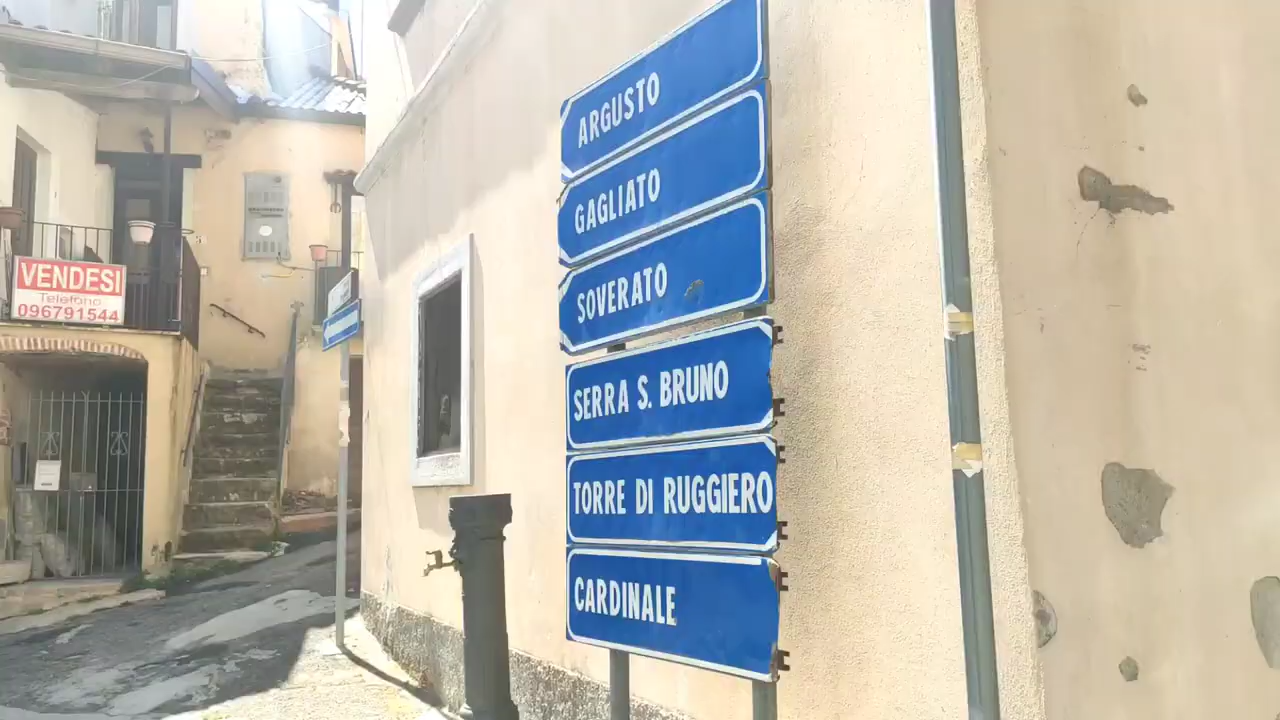 VENDESI
Telefono
096791544
ARGUSTO
GAGLIATO
SOVERATO
SERRA S. BRUNO
TORRE DI RUGGIERO
CARDINALE